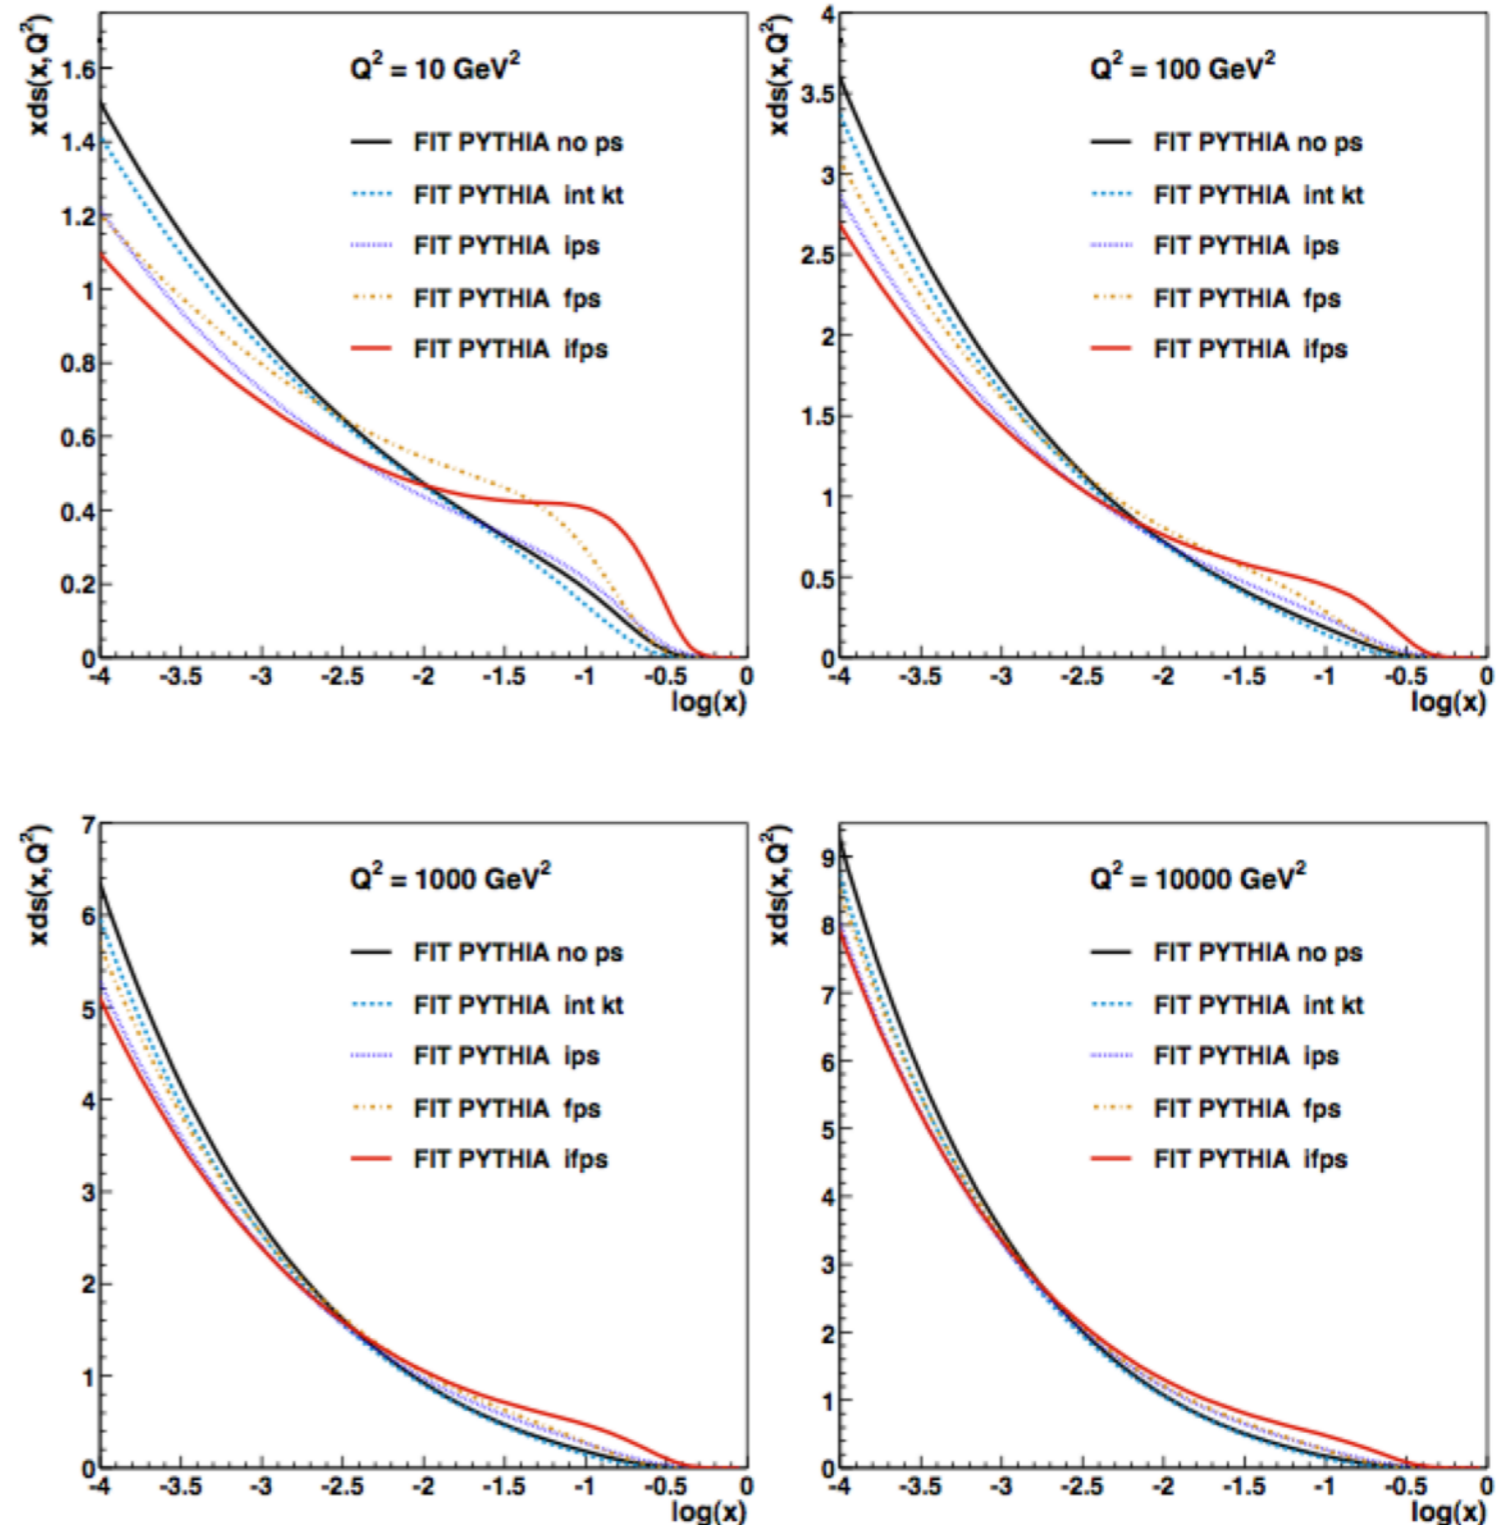 xds(x,Q²)
Q² = 10 GeV²
FIT PYTHIA no ps
FIT PYTHIA int kt
FIT PYTHIA ips
FIT PYTHIA fps
FIT PYTHIA ifps
1.6
1.4
1.2
1
0.8
0.6
0.4
0.2
0
-4 -3.5 -3 -2.5 -2 -1.5 -1 -0.5 0
log(x)
xds(x,Q²)
Q² = 100 GeV²
FIT PYTHIA no ps
FIT PYTHIA int kt
FIT PYTHIA ips
FIT PYTHIA fps
FIT PYTHIA ifps
4
3.5
3
2.5
2
1.5
1
0.5
0
-4 -3.5 -3 -2.5 -2 -1.5 -1 -0.5 0
log(x)
xds(x,Q²)
Q² = 1000 GeV²
FIT PYTHIA no ps
FIT PYTHIA int kt
FIT PYTHIA ips
FIT PYTHIA fps
FIT PYTHIA ifps
7
6
5
4
3
2
1
0
-4 -3.5 -3 -2.5 -2 -1.5 -1 -0.5 0
log(x)
xds(x,Q²)
Q² = 10000 GeV²
FIT PYTHIA no ps
FIT PYTHIA int kt
FIT PYTHIA ips
FIT PYTHIA fps
FIT PYTHIA ifps
9
8
7
6
5
4
3
2
1
0
-4 -3.5 -3 -2.5 -2 -1.5 -1 -0.5 0
log(x)